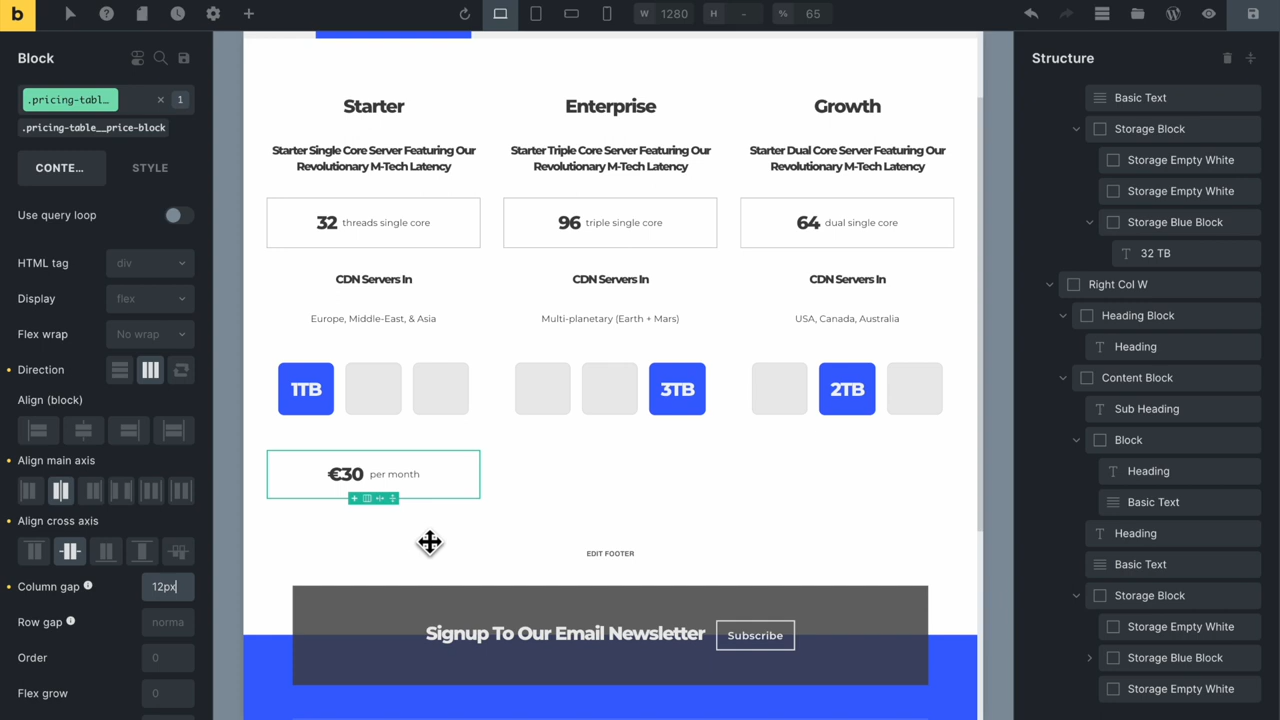 b
W 1280
H -
% 65
Block
.pricing-tabl...
× 1
.pricing-table__price-block
CONTE...
STYLE
Use query loop
HTML tag
div
Display
flex
Flex wrap
No wrap
Direction
Align (block)
Align main axis
Align cross axis
Column gap
12px
Row gap
norma
Order
0
Flex grow
0
Starter
Enterprise
Growth
Starter Single Core Server Featuring Our
Revolutionary M-Tech Latency
Starter Triple Core Server Featuring Our
Revolutionary M-Tech Latency
Starter Dual Core Server Featuring Our
Revolutionary M-Tech Latency
32 threads single core
96 triple single core
64 dual single core
CDN Servers In
CDN Servers In
CDN Servers In
Europe, Middle-East, & Asia
Multi-planetary (Earth + Mars)
USA, Canada, Australia
1TB
3TB
2TB
€30 per month
EDIT FOOTER
Signup To Our Email Newsletter
Subscribe
Structure
Basic Text
Storage Block
Storage Empty White
Storage Empty White
Storage Blue Block
32 TB
Right Col W
Heading Block
Heading
Content Block
Sub Heading
Block
Heading
Basic Text
Heading
Basic Text
Storage Block
Storage Empty White
Storage Blue Block
Storage Empty White